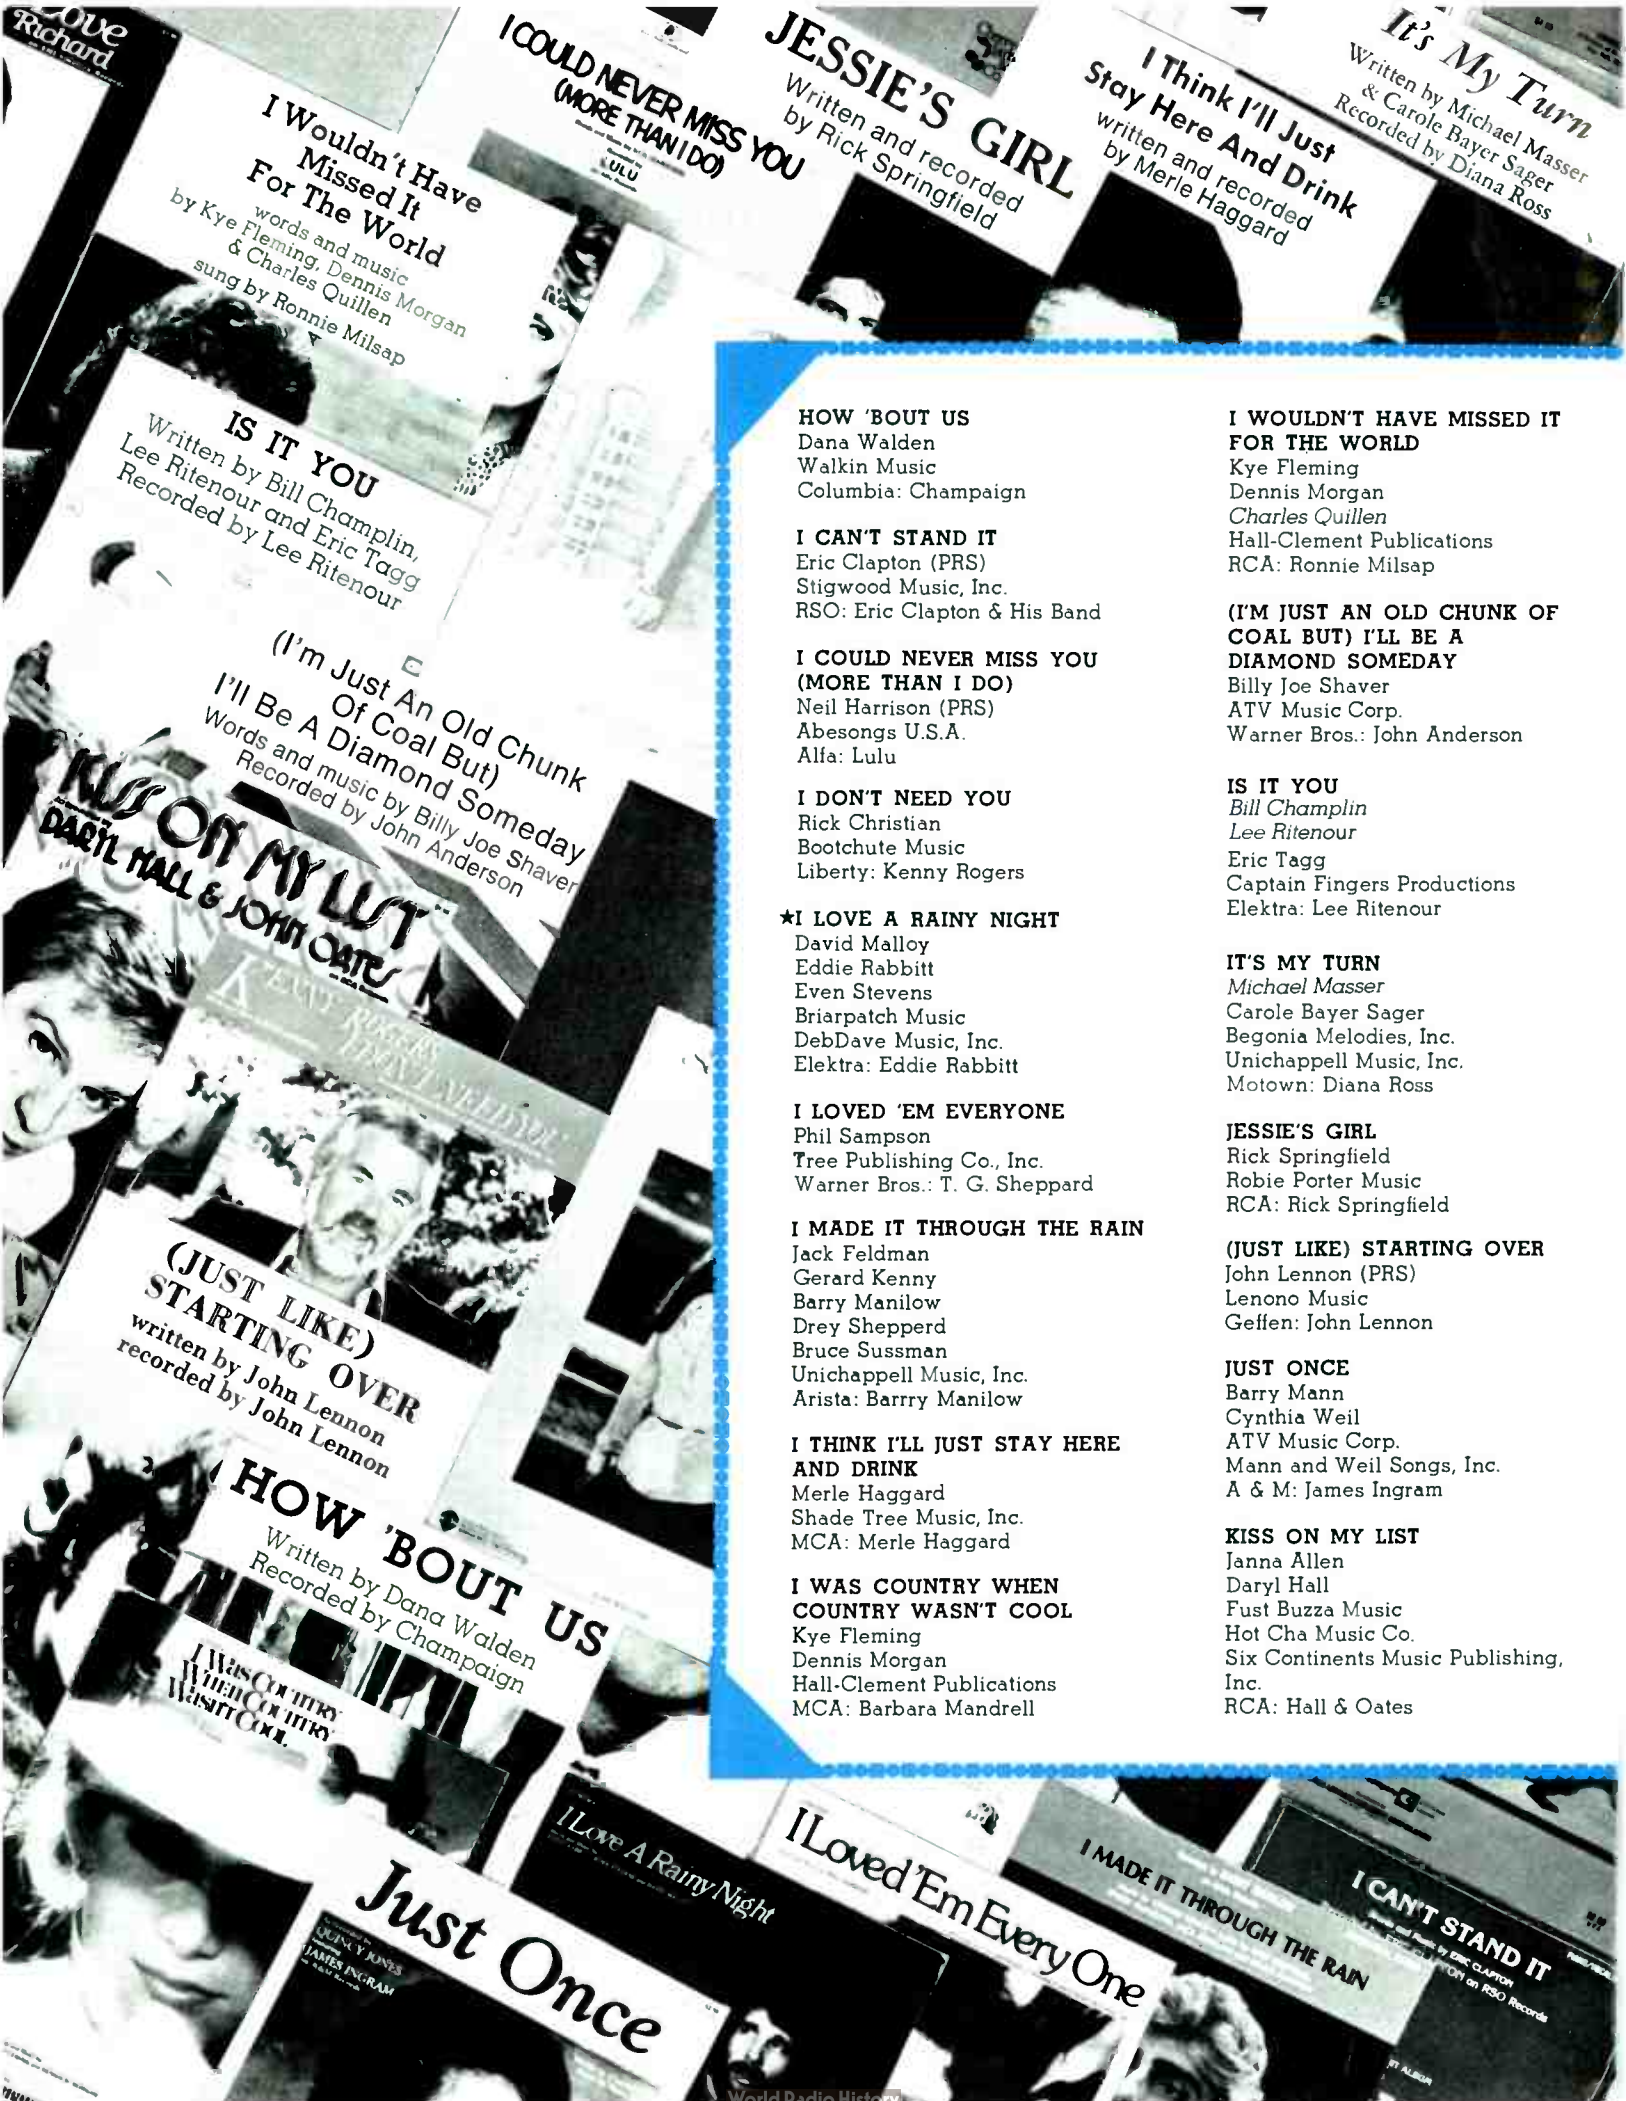 Love
Richard
I COULD NEVER MISS YOU
(MORE THAN I DO)
LULU
JESSIE'S GIRL
Written and recorded
by Rick Springfield
I Think I'll Just
Stay Here And Drink
written and recorded
by Merle Haggard
It's My Turn
Written by Michael Masser
& Carole Bayer Sager
Recorded by Diana Ross
I Wouldn't Have
Missed It
For The World
words and music
by Kye Fleming, Dennis Morgan
& Charles Quillen
sung by Ronnie Milsap
IS IT YOU
Written by Bill Champlin,
Lee Ritenour and Eric Tagg
Recorded by Lee Ritenour
(I'm Just An Old Chunk
Of Coal But)
I'll Be A Diamond Someday
Words and music by Billy Joe Shaver
Recorded by John Anderson
KISS ON MY LIST
DARYL HALL & JOHN OATES
KENNY ROGERS
I DON'T NEED YOU
(JUST LIKE)
STARTING OVER
written by John Lennon
recorded by John Lennon
HOW 'BOUT US
Written by Dana Walden
Recorded by Champaign
I Was Country
When Country
Wasn't Cool
HOW 'BOUT US
Dana Walden
Walkin Music
Columbia: Champaign
I CAN'T STAND IT
Eric Clapton (PRS)
Stigwood Music, Inc.
RSO: Eric Clapton & His Band
I COULD NEVER MISS YOU
(MORE THAN I DO)
Neil Harrison (PRS)
Abesongs U.S.A.
Alfa: Lulu
I DON'T NEED YOU
Rick Christian
Bootchute Music
Liberty: Kenny Rogers
★I LOVE A RAINY NIGHT
David Malloy
Eddie Rabbitt
Even Stevens
Briarpatch Music
DebDave Music, Inc.
Elektra: Eddie Rabbitt
I LOVED 'EM EVERYONE
Phil Sampson
Tree Publishing Co., Inc.
Warner Bros.: T. G. Sheppard
I MADE IT THROUGH THE RAIN
Jack Feldman
Gerard Kenny
Barry Manilow
Drey Shepperd
Bruce Sussman
Unichappell Music, Inc.
Arista: Barrry Manilow
I THINK I'LL JUST STAY HERE
AND DRINK
Merle Haggard
Shade Tree Music, Inc.
MCA: Merle Haggard
I WAS COUNTRY WHEN
COUNTRY WASN'T COOL
Kye Fleming
Dennis Morgan
Hall-Clement Publications
MCA: Barbara Mandrell
I WOULDN'T HAVE MISSED IT
FOR THE WORLD
Kye Fleming
Dennis Morgan
Charles Quillen
Hall-Clement Publications
RCA: Ronnie Milsap
(I'M JUST AN OLD CHUNK OF
COAL BUT) I'LL BE A
DIAMOND SOMEDAY
Billy Joe Shaver
ATV Music Corp.
Warner Bros.: John Anderson
IS IT YOU
Bill Champlin
Lee Ritenour
Eric Tagg
Captain Fingers Productions
Elektra: Lee Ritenour
IT'S MY TURN
Michael Masser
Carole Bayer Sager
Begonia Melodies, Inc.
Unichappell Music, Inc.
Motown: Diana Ross
JESSIE'S GIRL
Rick Springfield
Robie Porter Music
RCA: Rick Springfield
(JUST LIKE) STARTING OVER
John Lennon (PRS)
Lenono Music
Geffen: John Lennon
JUST ONCE
Barry Mann
Cynthia Weil
ATV Music Corp.
Mann and Weil Songs, Inc.
A & M: James Ingram
KISS ON MY LIST
Janna Allen
Daryl Hall
Fust Buzza Music
Hot Cha Music Co.
Six Continents Music Publishing,
Inc.
RCA: Hall & Oates
Just Once
QUINCY JONES
JAMES INGRAM
I Love A Rainy Night
I Loved 'Em Every One
I MADE IT THROUGH THE RAIN
I CAN'T STAND IT
Words and Music by ERIC CLAPTON
on RSO Records
World Radio History